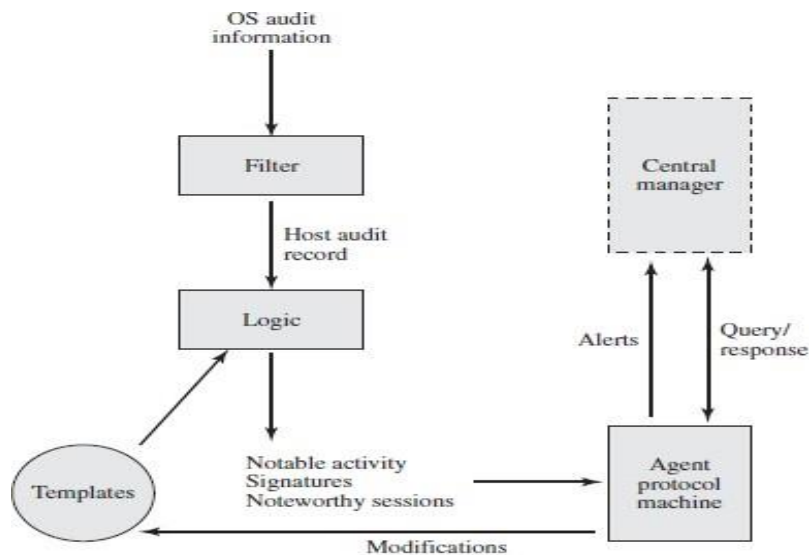 OS audit
information
Filter
Central
manager
Host audit
record
Logic
Alerts
Query/
response
Notable activity
Signatures
Noteworthy sessions
Templates
Agent
protocol
machine
Modifications